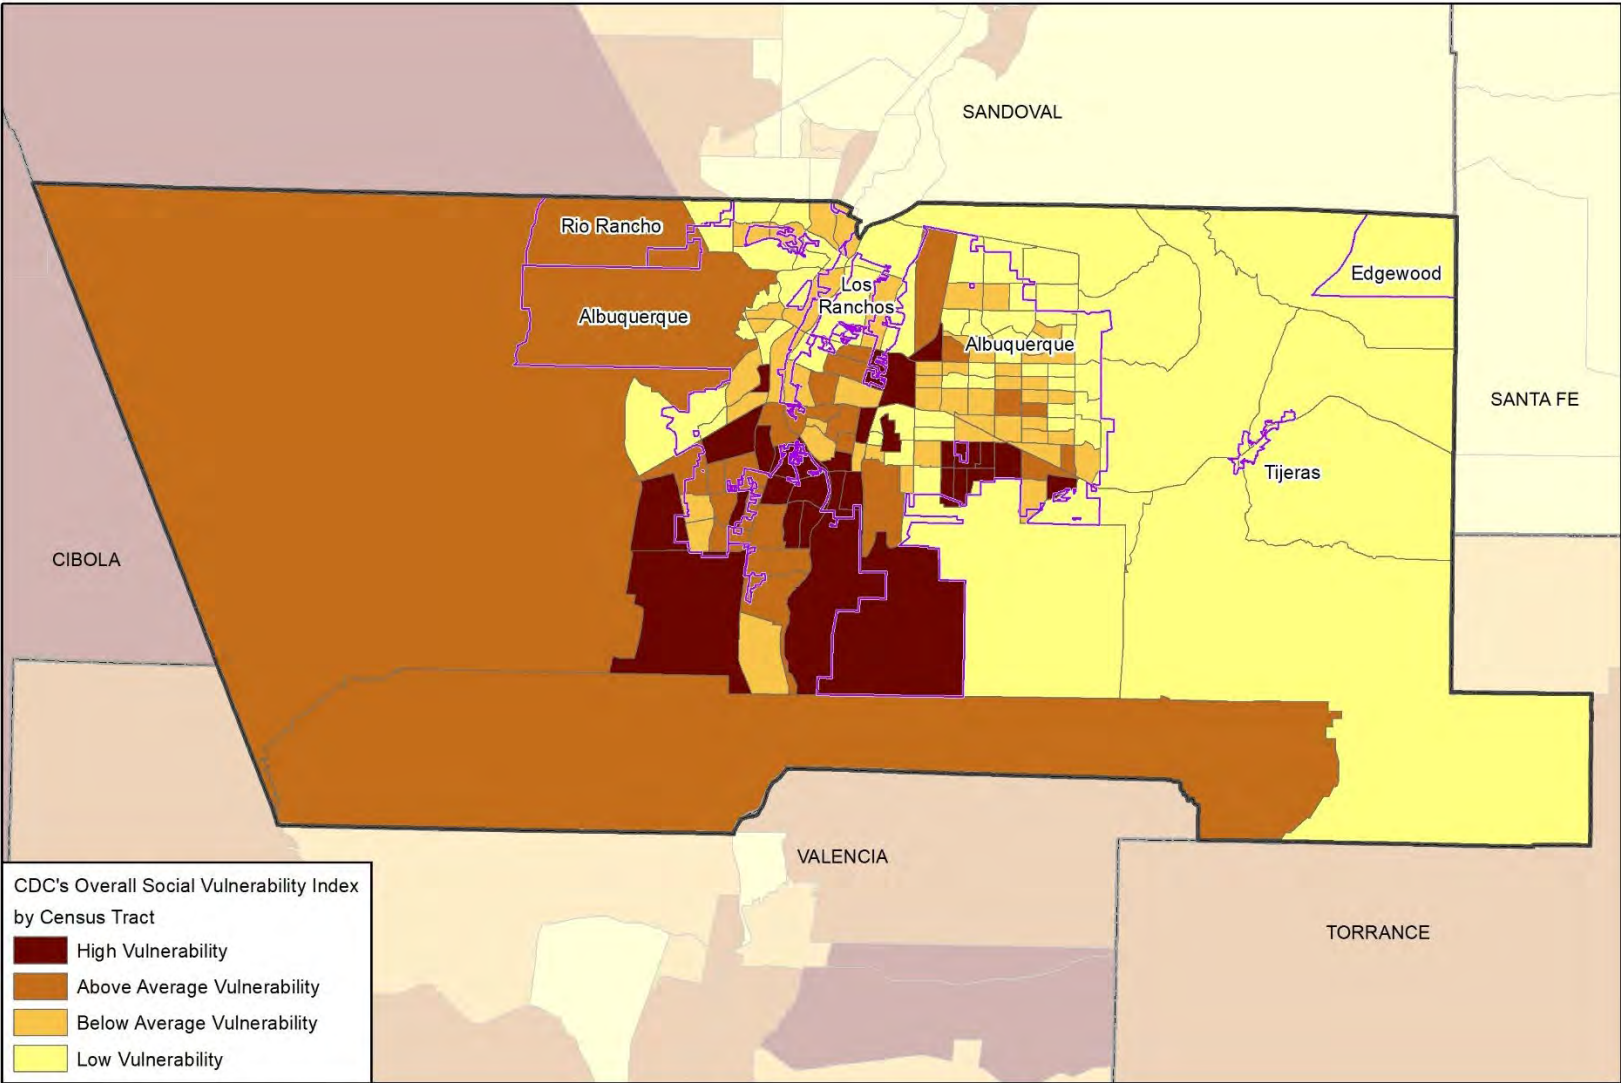 SANDOVAL
Rio Rancho
Edgewood
Los
Ranchos
Albuquerque
Albuquerque
SANTA FE
Tijeras
CIBOLA
VALENCIA
TORRANCE
CDC's Overall Social Vulnerability Index
by Census Tract
High Vulnerability
Above Average Vulnerability
Below Average Vulnerability
Low Vulnerability